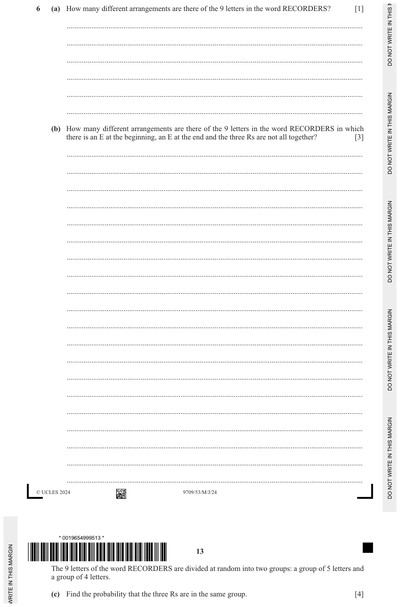 DO NOT WRITE IN THIS M
6 (a) How many different arrangements are there of the 9 letters in the word RECORDERS? [1]
DO NOT WRITE IN THIS MARGIN
(b) How many different arrangements are there of the 9 letters in the word RECORDERS in which
there is an E at the beginning, an E at the end and the three Rs are not all together? [3]
DO NOT WRITE IN THIS MARGIN
DO NOT WRITE IN THIS MARGIN
DO NOT WRITE IN THIS MARGIN
© UCLES 2024 9709/53/M/J/24
* 0019654999513 *
13
WRITE IN THIS MARGIN
The 9 letters of the word RECORDERS are divided at random into two groups: a group of 5 letters and
a group of 4 letters.
(c) Find the probability that the three Rs are in the same group. [4]